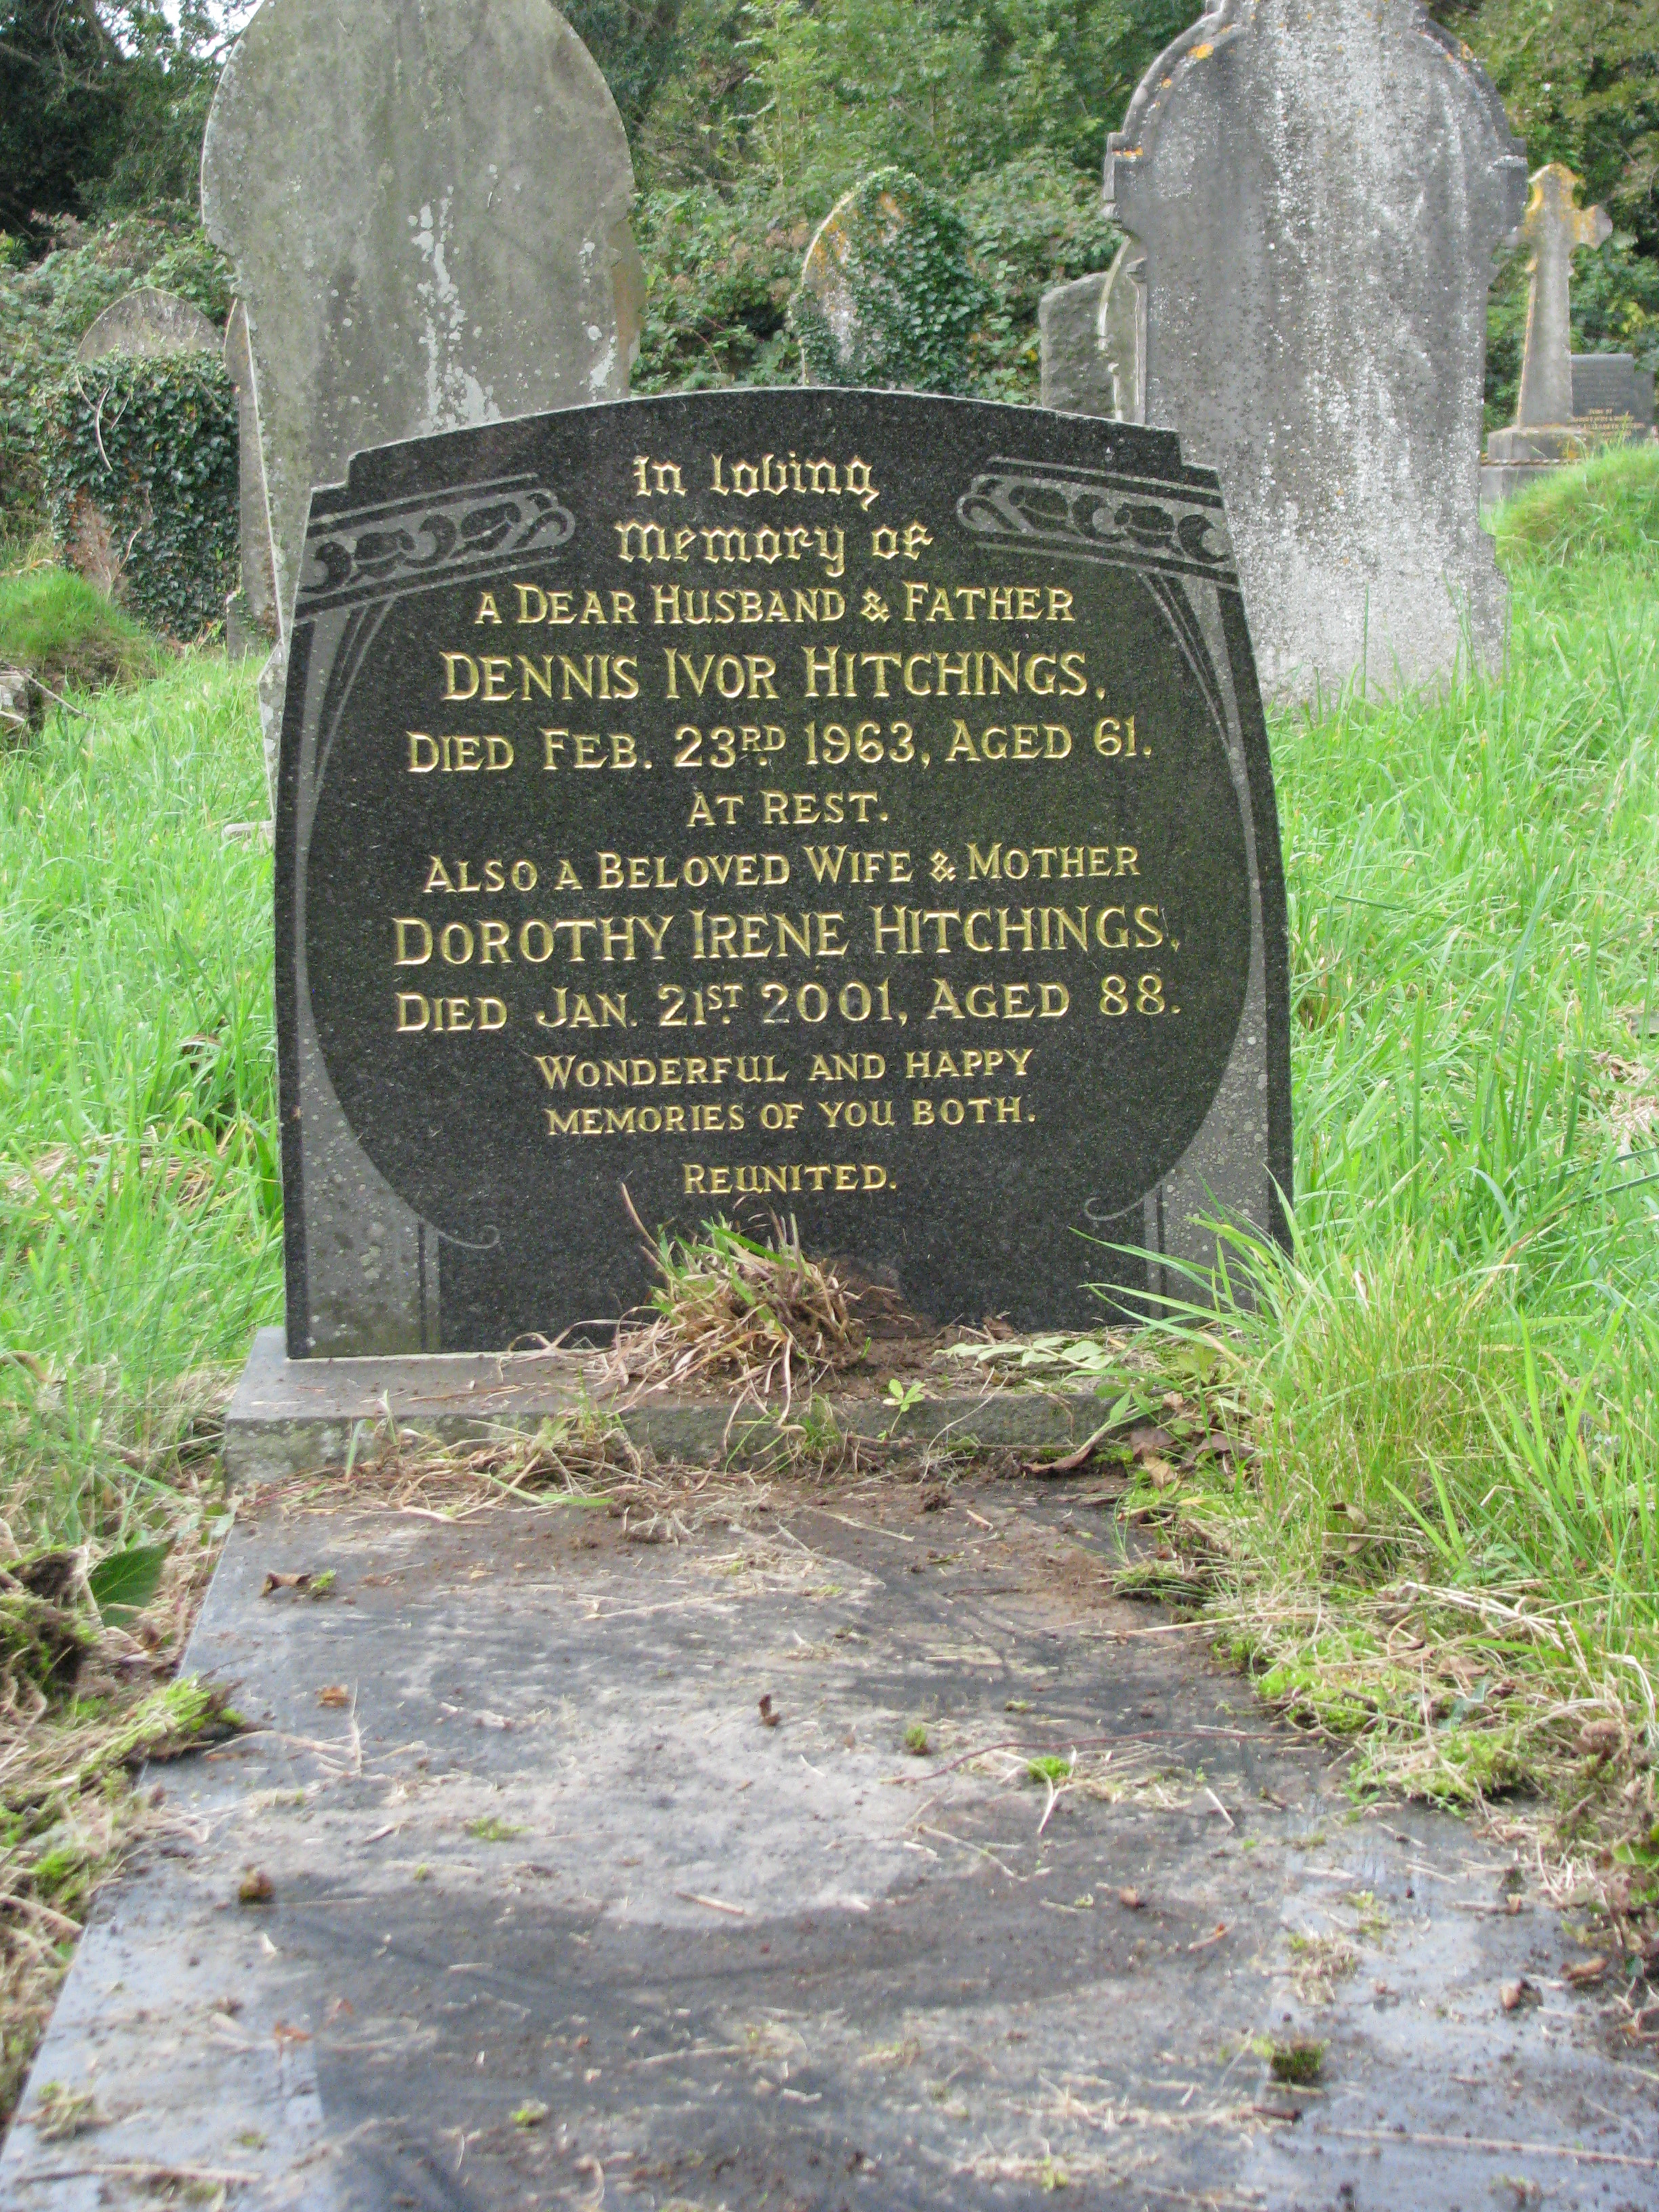 In loving
Memory of
A DEAR HUSBAND & FATHER
DENNIS IVOR HITCHINGS,
DIED FEB. 23RD. 1963, AGED 61.
AT REST.
ALSO A BELOVED WIFE & MOTHER
DOROTHY IRENE HITCHINGS,
DIED JAN. 21ST. 2001, AGED 88.
WONDERFUL AND HAPPY
MEMORIES OF YOU BOTH.
REUNITED.